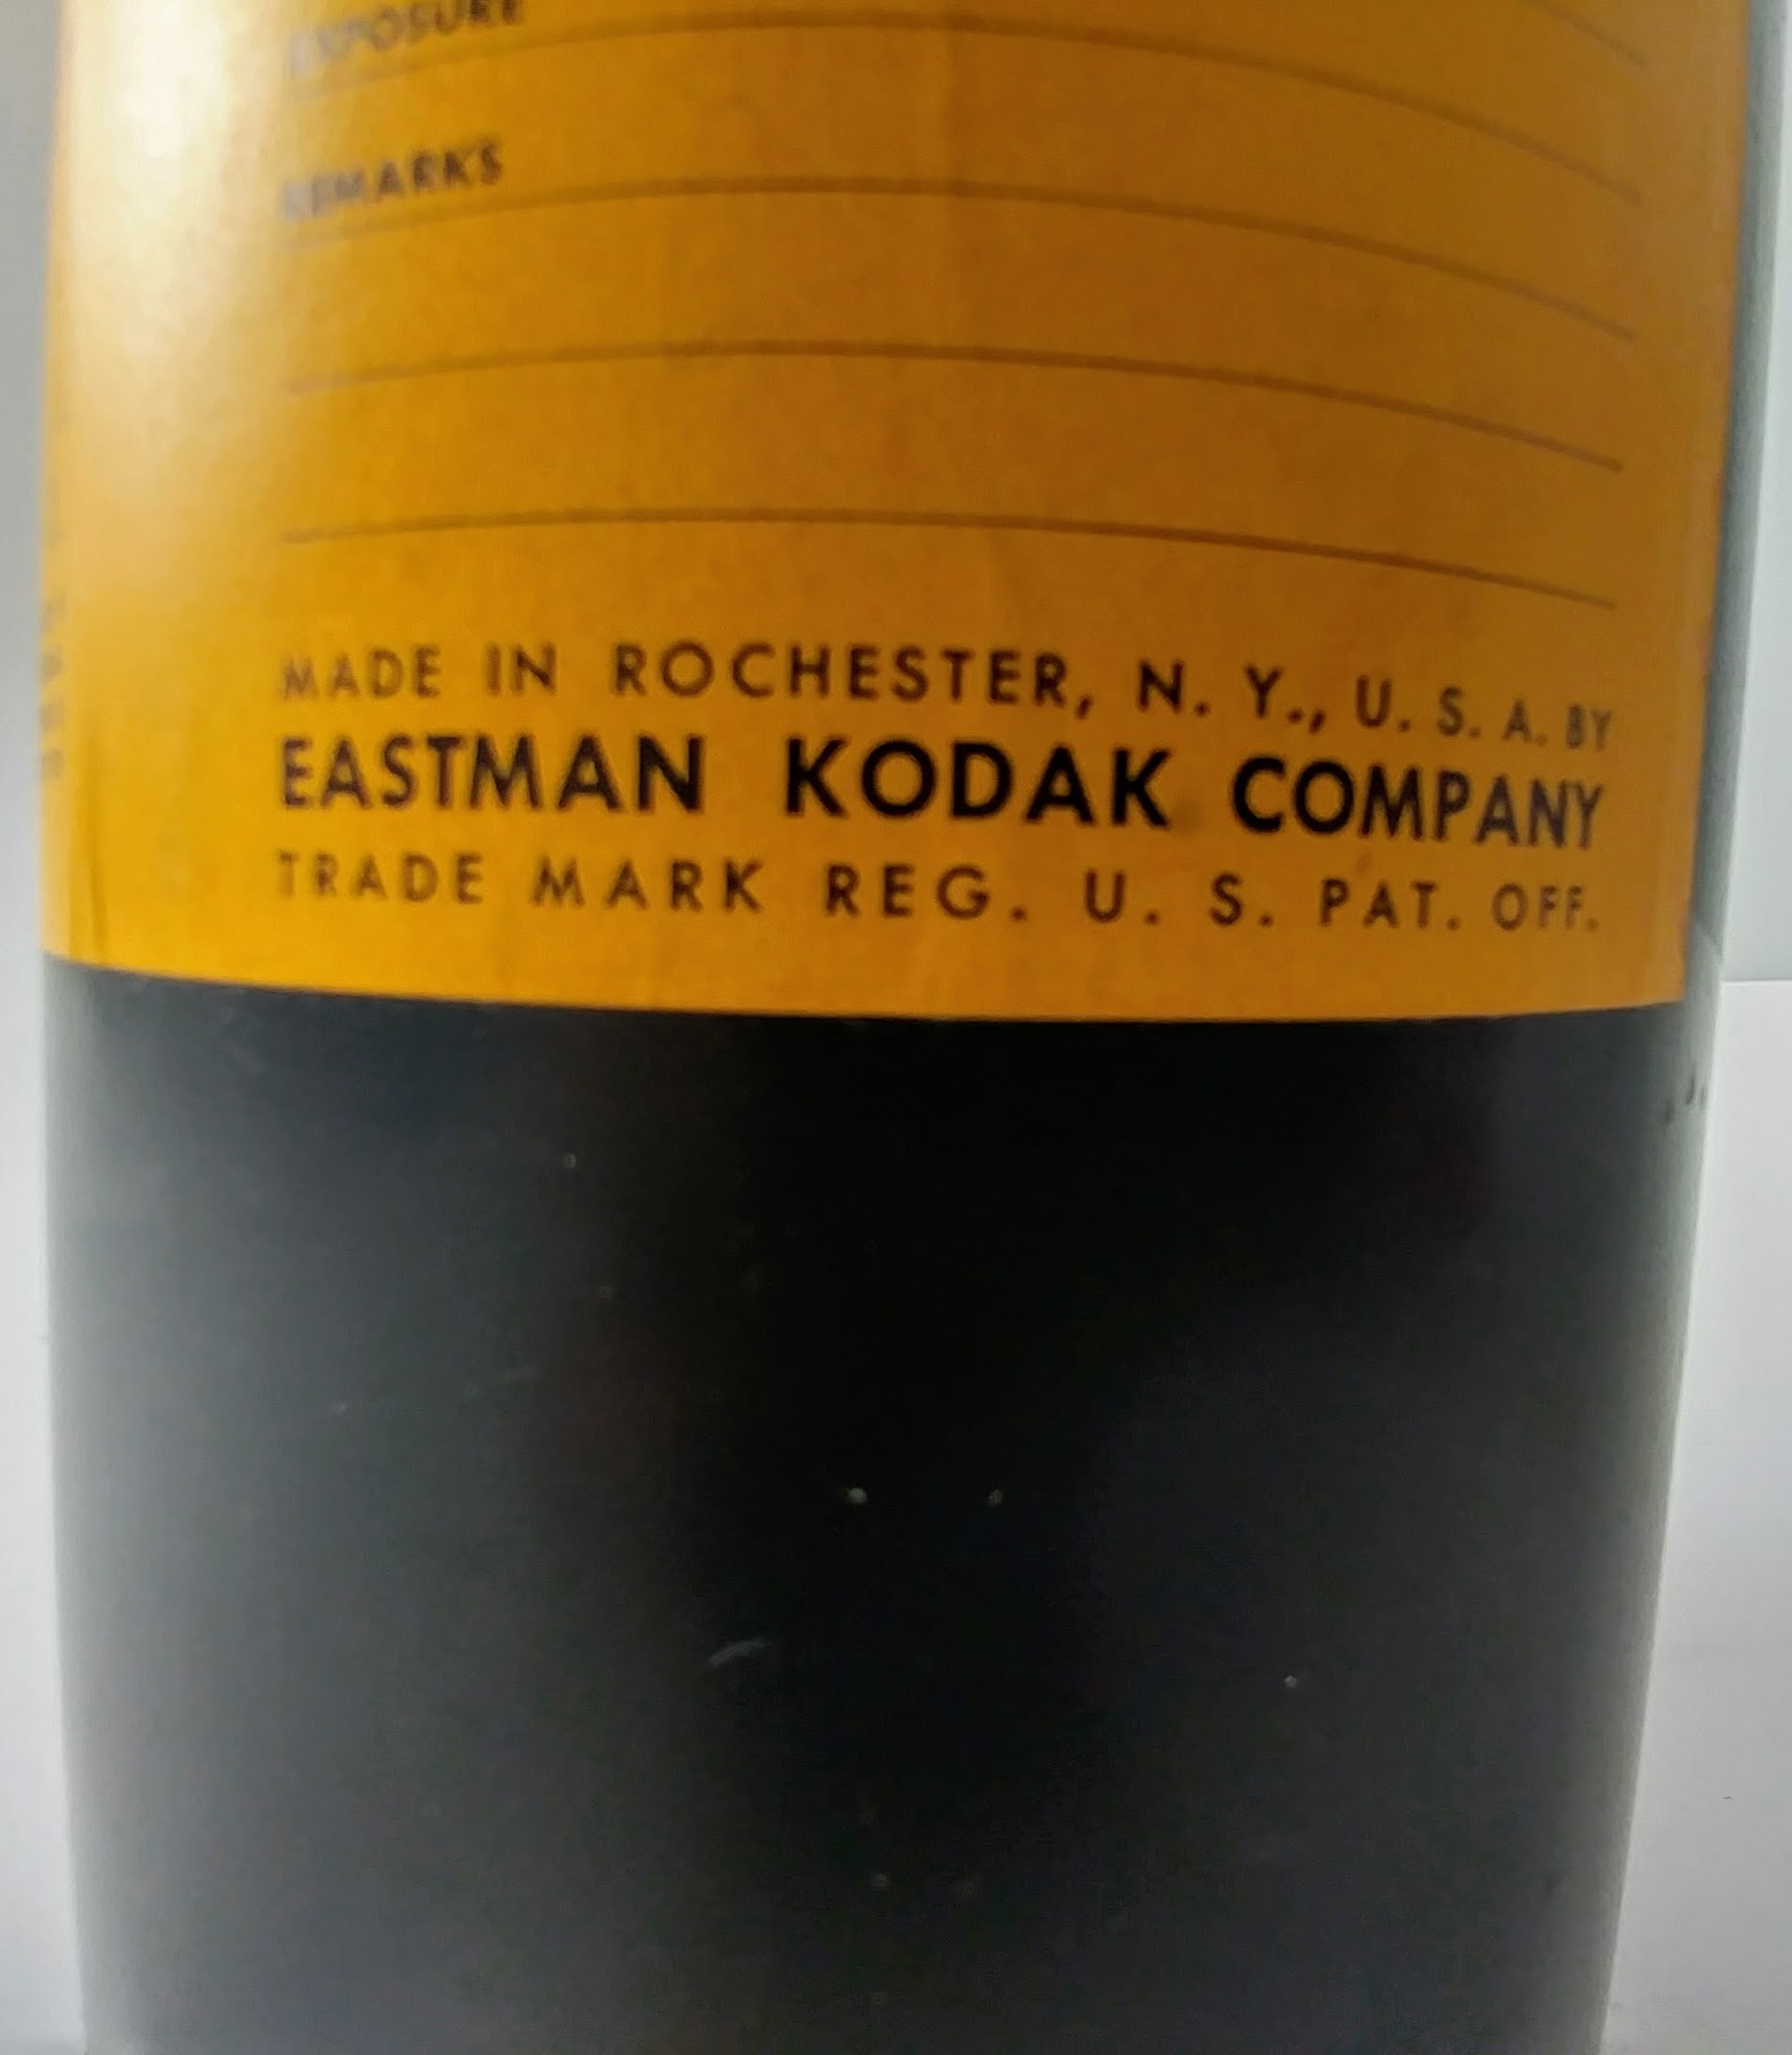 EXPOSURE
REMARKS
MADE IN ROCHESTER, N. Y., U. S. A. BY
EASTMAN KODAK COMPANY
TRADE MARK REG. U. S. PAT. OFF.